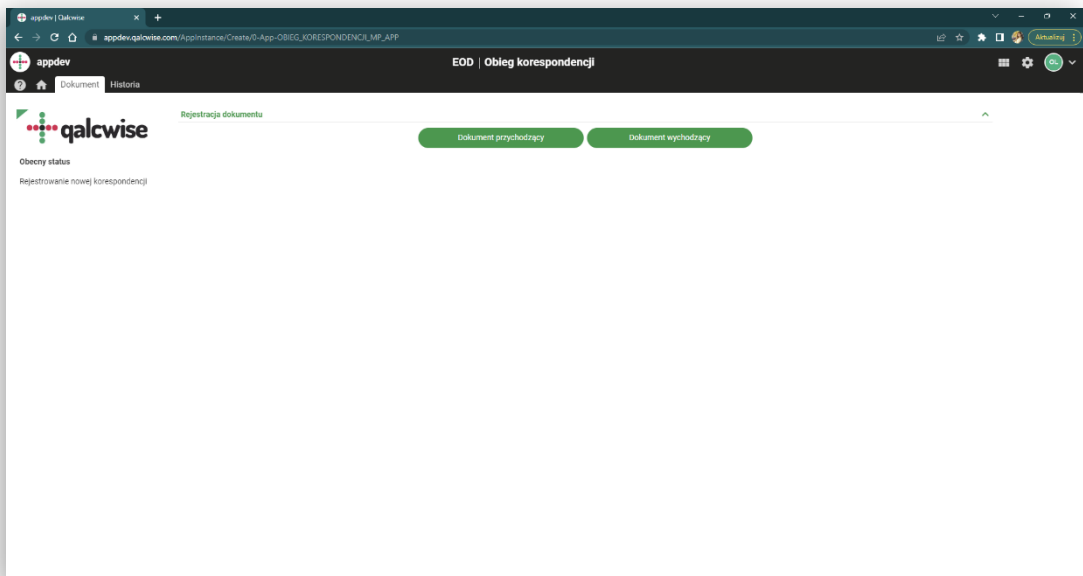 appdev | Qalcwise
appdev.qalcwise.com/AppInstance/Create/0-App-OBIEG_KORESPONDENCJI_MP_APP
Aktualizuj
appdev
EOD | Obieg korespondencji
OL
Dokument
Historia
qalcwise
Rejestracja dokumentu
Dokument przychodzący
Dokument wychodzący
Obecny status
Rejestrowanie nowej korespondencji